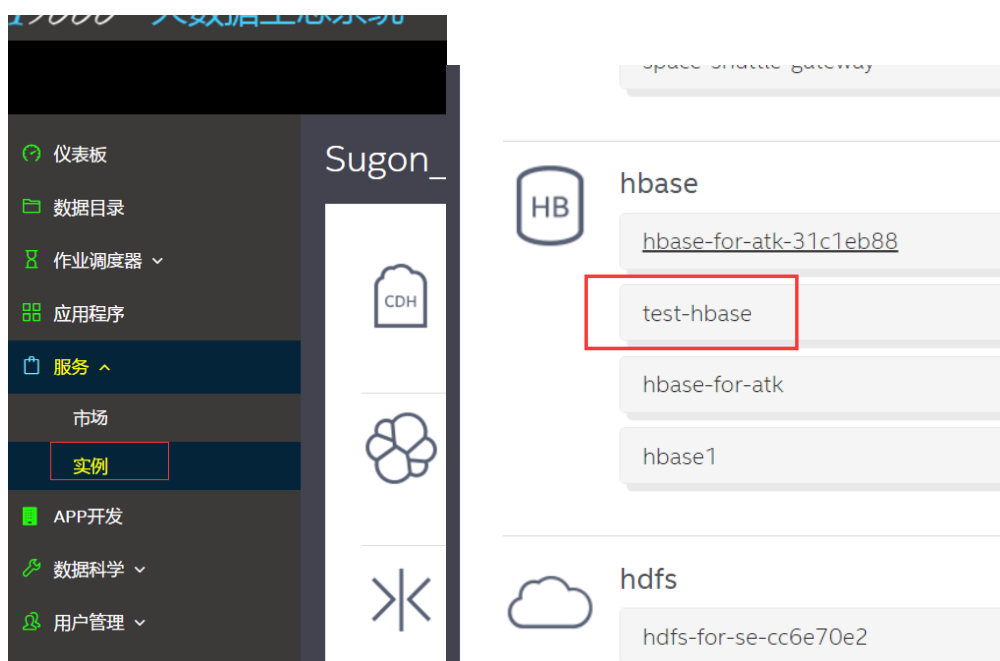 大数据生态系统
仪表板
数据目录
作业调度器
应用程序
服务
市场
实例
APP开发
数据科学
用户管理
Sugon_
CDH
space-shuttle-gateway
HB
hbase
hbase-for-atk-31c1eb88
test-hbase
hbase-for-atk
hbase1
hdfs
hdfs-for-se-cc6e70e2